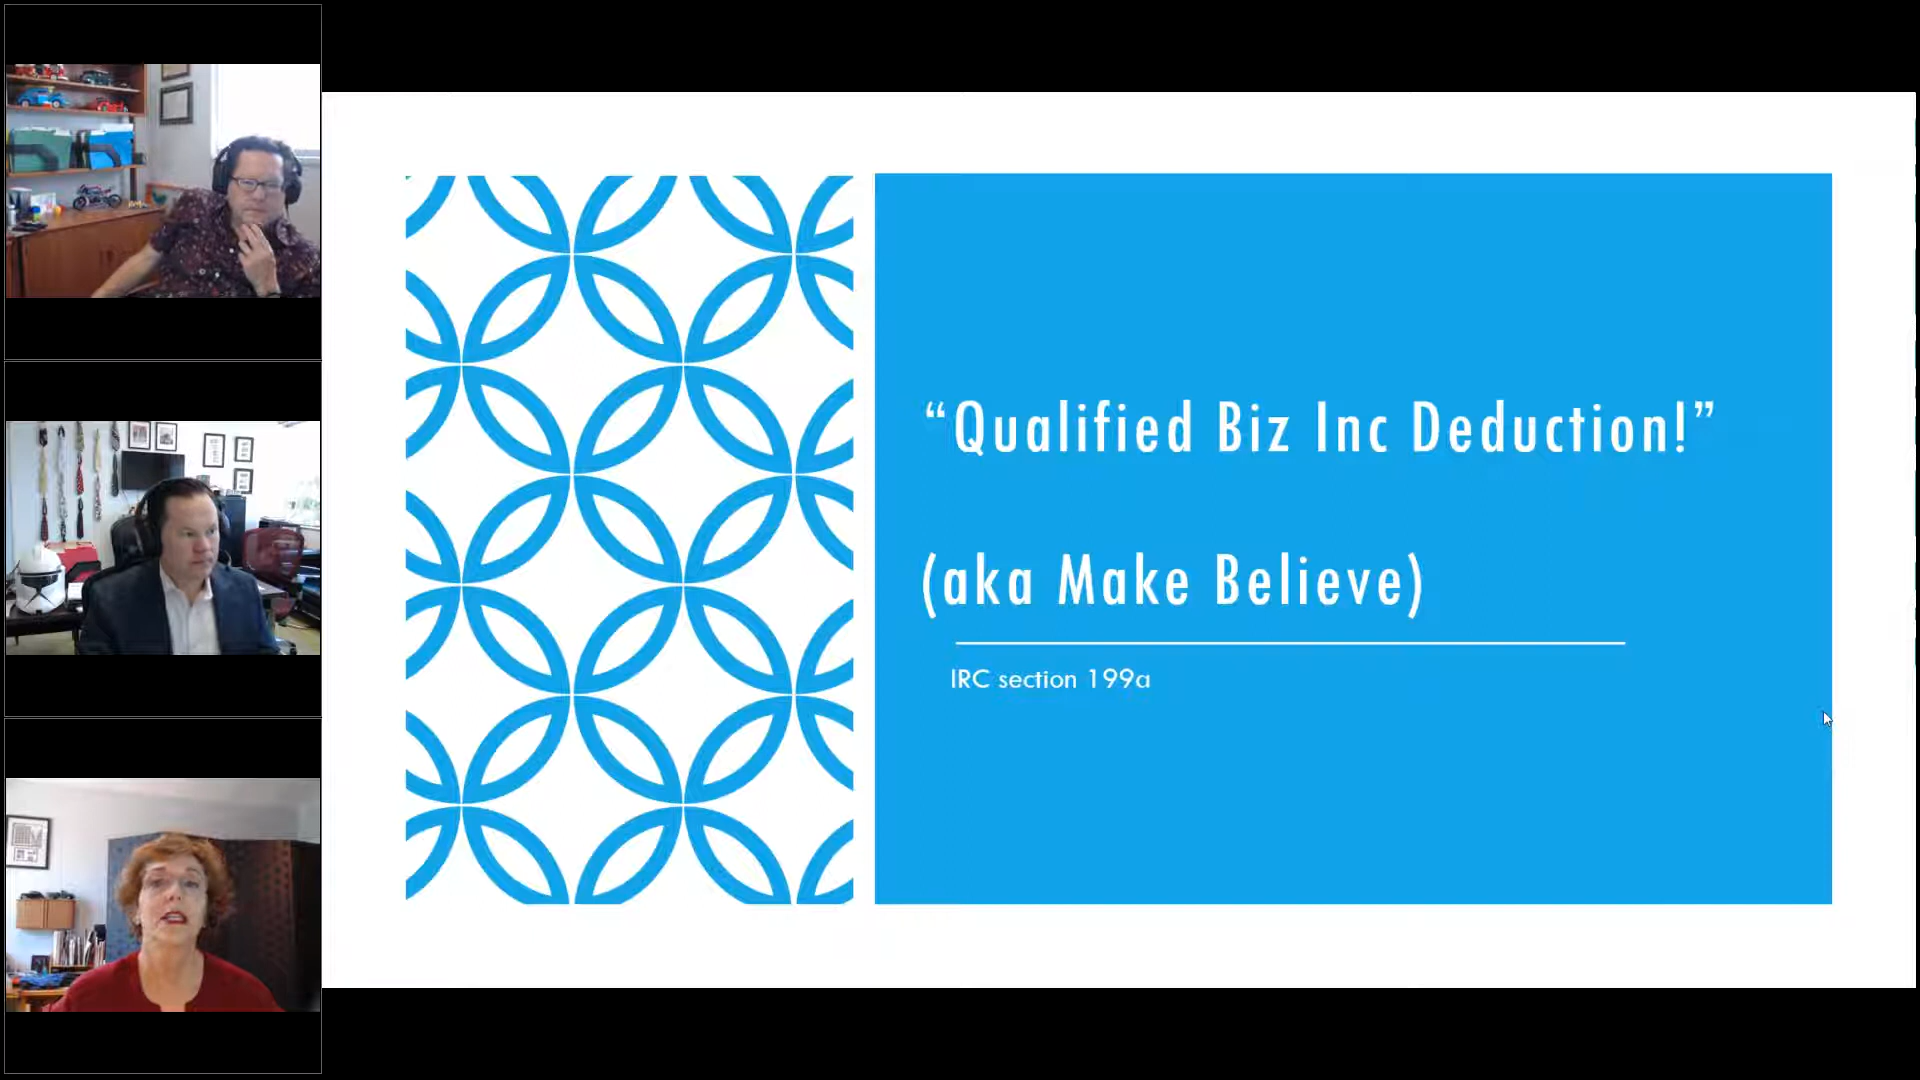 “Qualified Biz Inc Deduction!”
(aka Make Believe)
IRC section 199a